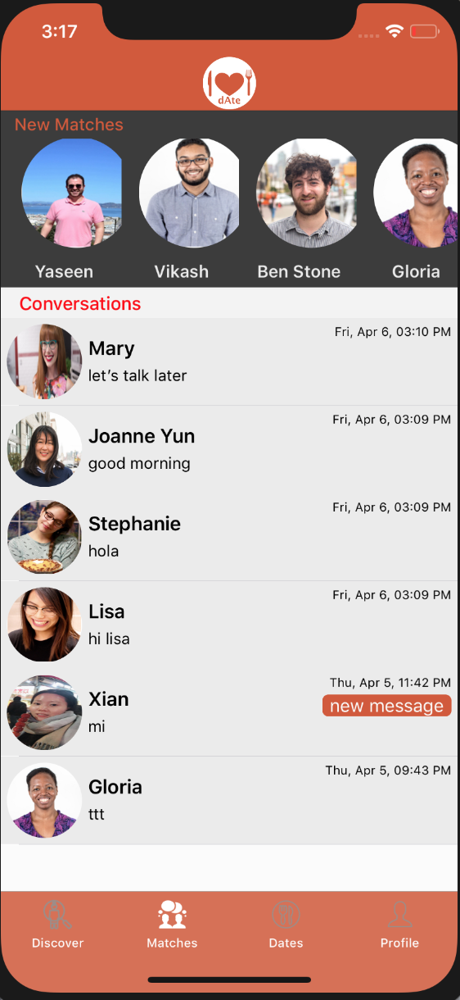 3:17
dAte
New Matches
Yaseen
Vikash
Ben Stone
Gloria
Conversations
Fri, Apr 6, 03:10 PM
Mary
let’s talk later
Fri, Apr 6, 03:09 PM
Joanne Yun
good morning
Fri, Apr 6, 03:09 PM
Stephanie
hola
Fri, Apr 6, 03:09 PM
Lisa
hi lisa
Thu, Apr 5, 11:42 PM
Xian
new message
mi
Thu, Apr 5, 09:43 PM
Gloria
ttt
Discover
Matches
Dates
Profile